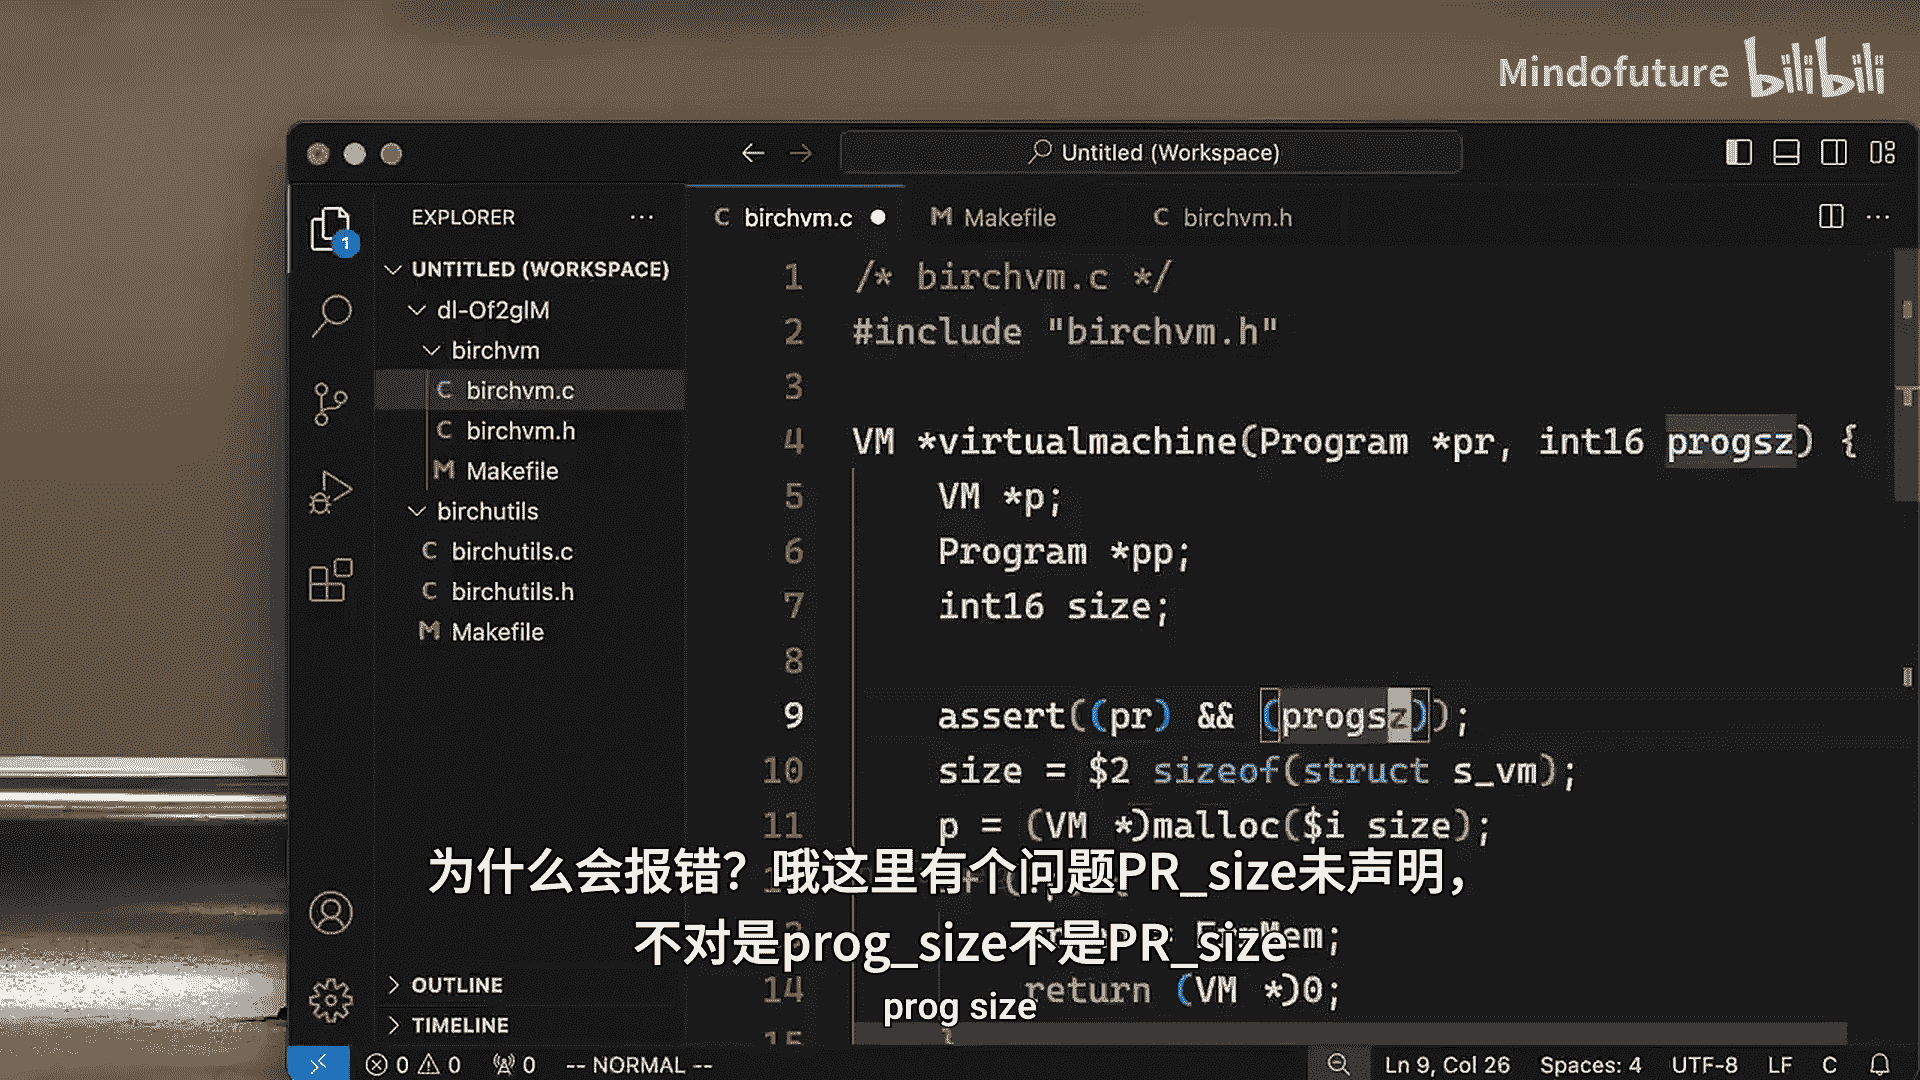 Mindofuture bilibili
Untitled (Workspace)
EXPLORER
birchvm.c
Makefile
birchvm.h
1
UNTITLED (WORKSPACE)
dl-Of2glM
birchvm
C birchvm.c
C birchvm.h
M Makefile
birchutils
C birchutils.c
C birchutils.h
M Makefile
OUTLINE
TIMELINE
1 /* birchvm.c */
2 #include "birchvm.h"
3
4 VM *virtualmachine(Program *pr, int16 progsz) {
5 VM *p;
6 Program *pp;
7 int16 size;
8
9 assert((pr) && (progsz));
10 size = $2 sizeof(struct s_vm);
11 p = (VM *)malloc($i size);
为什么会报错？哦这里有个问题PR_size未声明，
不对是prog_size不是PR_size
14 return (VM *)0;
prog size
15 }
0 0 0 -- NORMAL -- Ln 9, Col 26 Spaces: 4 UTF-8 LF C